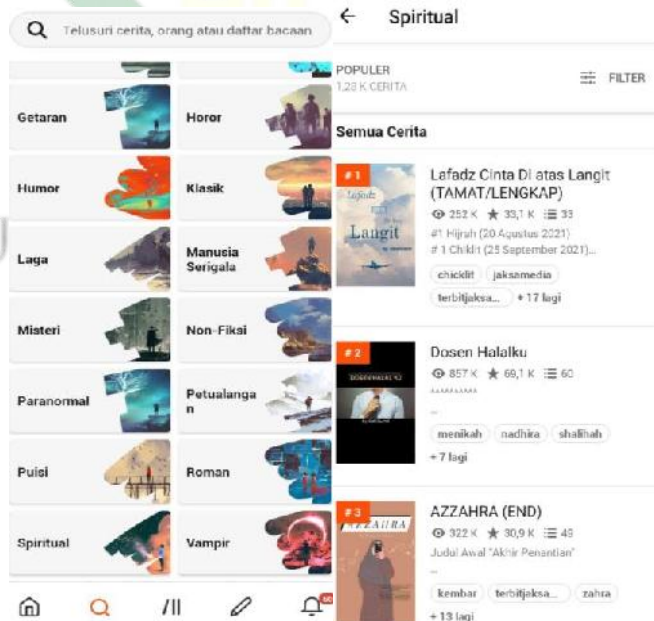 Telusuri cerita, orang atau daftar bacaan
Getaran
Horor
Humor
Klasik
Laga
Manusia
Serigala
Misteri
Non-Fiksi
Paranormal
Petualanga
n
Puisi
Roman
Spiritual
Vampir
Spiritual
POPULER
1,23 K CERITA
FILTER
Semua Cerita
#1
Lafadz
Langit
Lafadz Cinta Di atas Langit
(TAMAT/LENGKAP)
252 K 33,1 K 33
#1 Hijrah (20 Agustus 2021)
# 1 Chiklit (25 September 2021)...
chicklit jaksamedia
terbitjaksa... + 17 lagi
#2
Dosen Halalku
857 K 69,1 K 60
**********
...
menikah nadhira shalihah
+ 7 lagi
#3
AZZAHRA
AZZAHRA (END)
322 K 30,9 K 49
Judul Awal "Akhir Penantian"
...
kembar terbitjaksa... zahra
+ 13 lagi